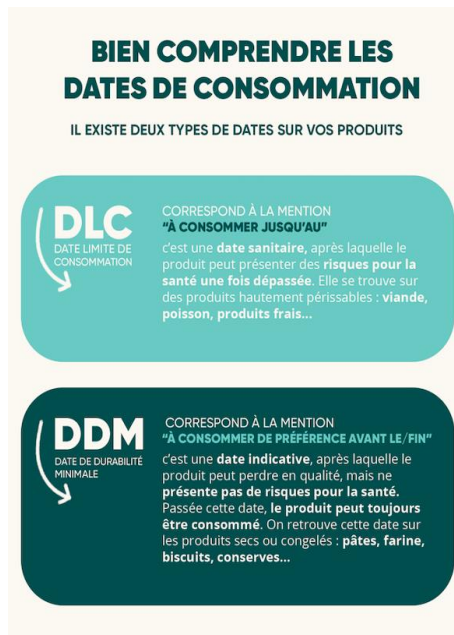 BIEN COMPRENDRE LES
DATES DE CONSOMMATION
IL EXISTE DEUX TYPES DE DATES SUR VOS PRODUITS
DLC
DATE LIMITE DE
CONSOMMATION
CORRESPOND À LA MENTION
“À CONSOMMER JUSQU’AU”
c’est une date sanitaire, après laquelle le
produit peut présenter des risques pour la
santé une fois dépassée. Elle se trouve sur
des produits hautement périssables : viande,
poisson, produits frais...
DDM
DATE DE DURABILITÉ
MINIMALE
CORRESPOND À LA MENTION
“À CONSOMMER DE PRÉFÉRENCE AVANT LE/FIN”
c’est une date indicative, après laquelle le
produit peut perdre en qualité, mais ne
présente pas de risques pour la santé.
Passée cette date, le produit peut toujours
être consommé. On retrouve cette date sur
les produits secs ou congelés : pâtes, farine,
biscuits, conserves...